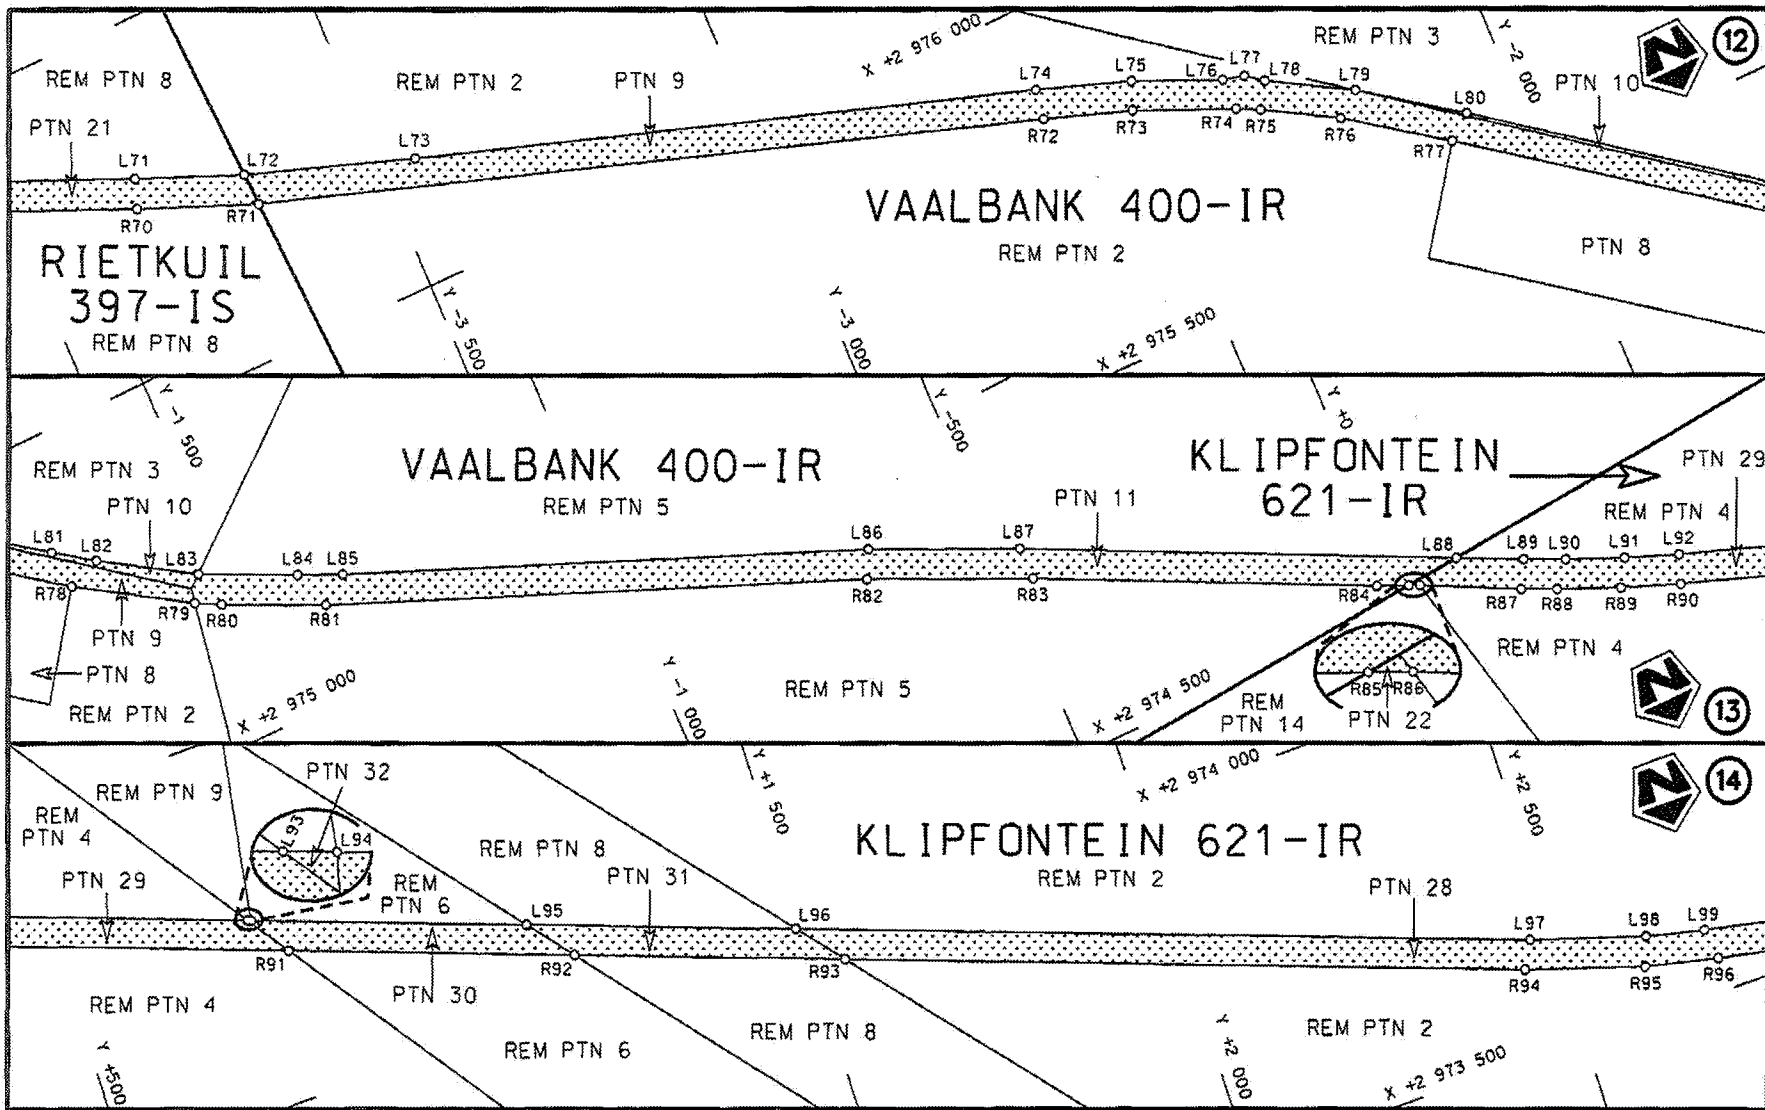 REM PTN 8
REM PTN 2
PTN 9
X +2 976 000
REM PTN 3
Y -2 000
12
PTN 10
PTN 21
L71
L72
L73
L74
L75
L76
L77
L78
L79
L80
R70
R71
R72
R73
R74
R75
R76
R77
RIETKUIL
397-IS
REM PTN 8
VAALBANK 400-IR
REM PTN 2
PTN 8
Y -3 500
Y -3 000
X +2 975 500
Y -1 500
Y -500
Y +0
REM PTN 3
PTN 10
VAALBANK 400-IR
REM PTN 5
PTN 11
KLIPFONTEIN
621-IR
PTN 29
REM PTN 4
L81
L82
L83
L84
L85
L86
L87
L88
L89
L90
L91
L92
R78
R79
R80
R81
R82
R83
R84
R87
R88
R89
R90
PTN 9
PTN 8
REM PTN 2
X +2 975 000
REM PTN 5
Y -1 000
X +2 974 500
REM
PTN 14
R85
R86
PTN 22
REM PTN 4
13
REM PTN 9
REM
PTN 4
PTN 32
L93
L94
Y +1 500
X +2 974 000
Y +2 500
14
PTN 29
REM
PTN 6
REM PTN 8
PTN 31
KLIPFONTEIN 621-IR
REM PTN 2
PTN 28
L95
L96
L97
L98
L99
R91
R92
R93
R94
R95
R96
REM PTN 4
PTN 30
REM PTN 6
REM PTN 8
REM PTN 2
Y +500
Y +2 000
X +2 973 500